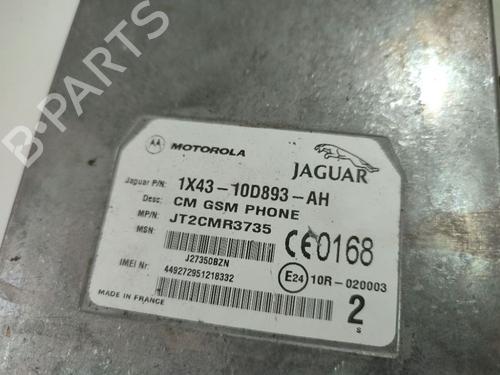 MOTOROLA
JAGUAR
Jaguar P/N: 1X43-10D893-AH
Desc: CM GSM PHONE
MP/N: JT2CMR3735
MSN:
J27350BZN
CE0168
IMEI Nr: 449272951218332
E24 10R-020003
MADE IN FRANCE
2
S
B-PARTS